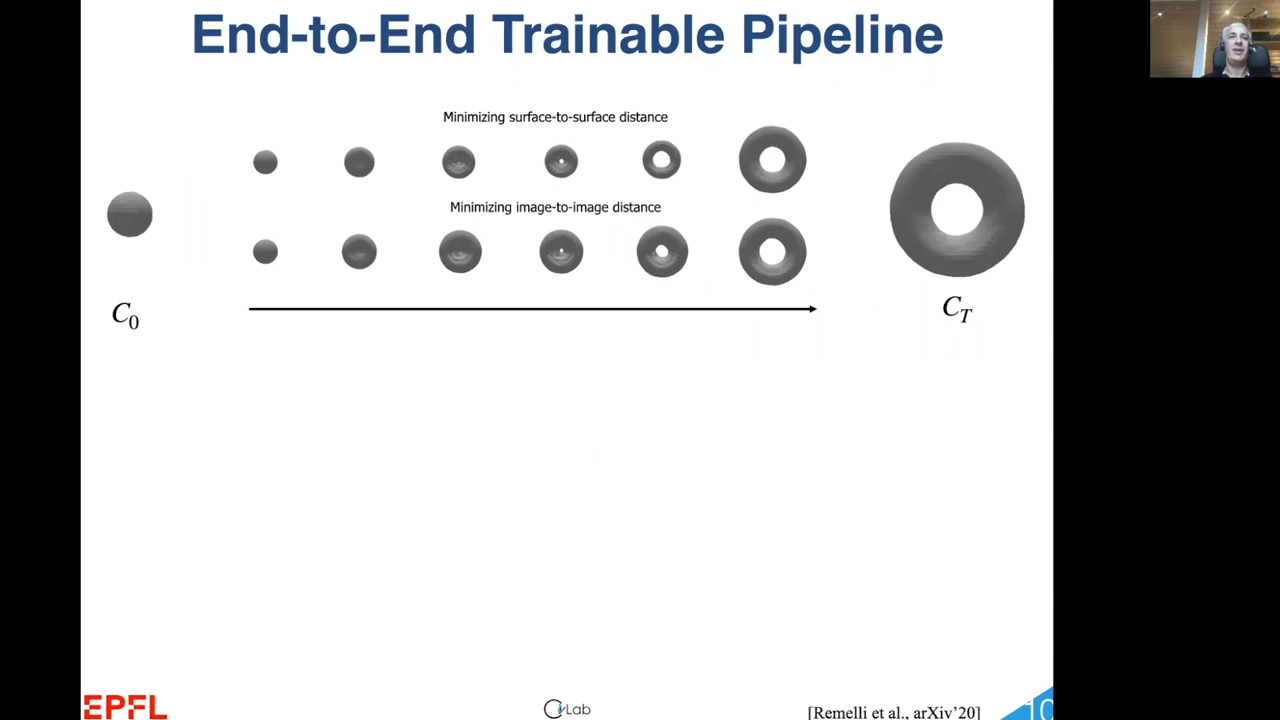 End-to-End Trainable Pipeline
Minimizing surface-to-surface distance
Minimizing image-to-image distance
C0
CT
EPFL
CvLab
[Remelli et al., arXiv'20]
10